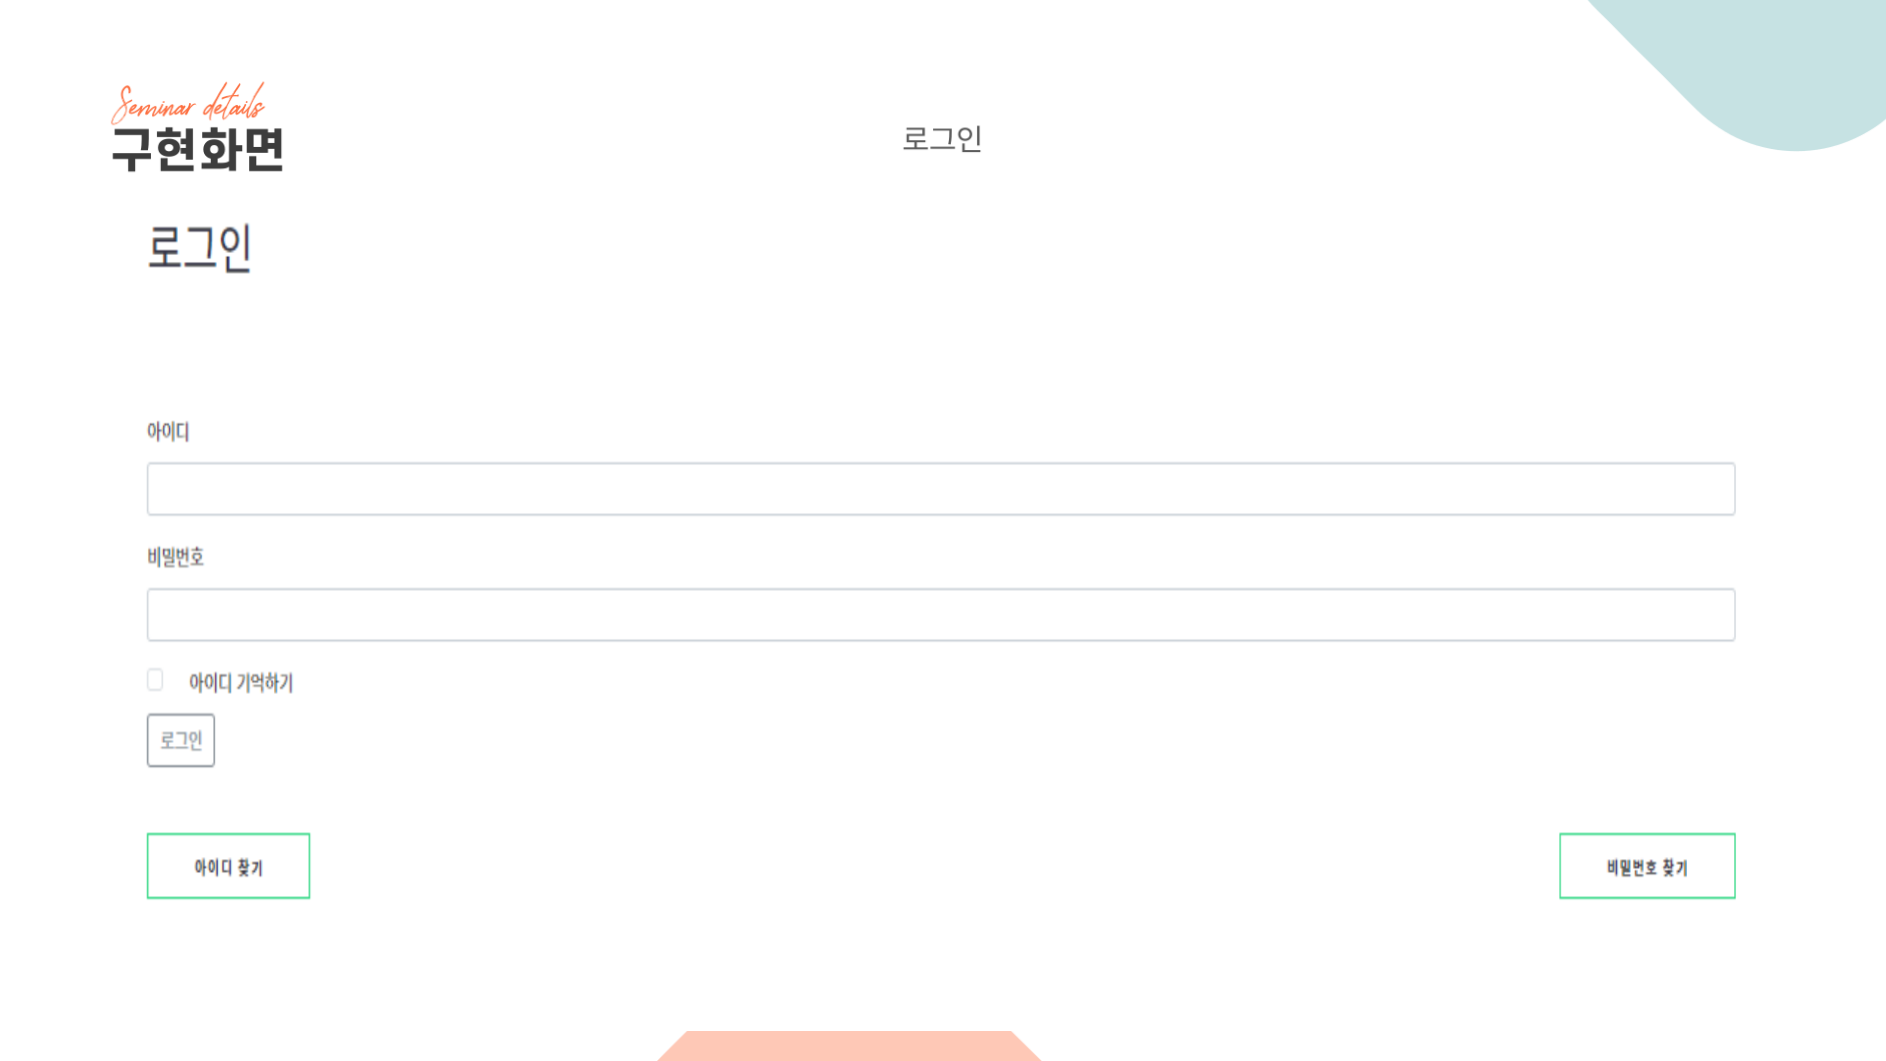 Seminar details
구현화면
로그인
로그인
아이디
비밀번호
아이디 기억하기
로그인
아이디 찾기
비밀번호 찾기